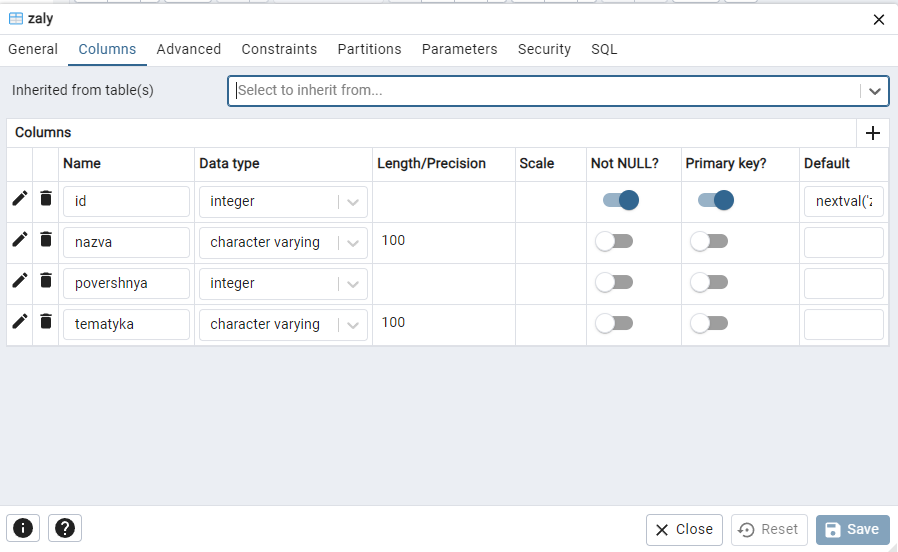 zaly
General Columns Advanced Constraints Partitions Parameters Security SQL
Inherited from table(s) Select to inherit from...
Columns
Name Data type Length/Precision Scale Not NULL? Primary key? Default
id integer nextval('z
nazva character varying 100
povershnya integer
tematyka character varying 100
Close Reset Save